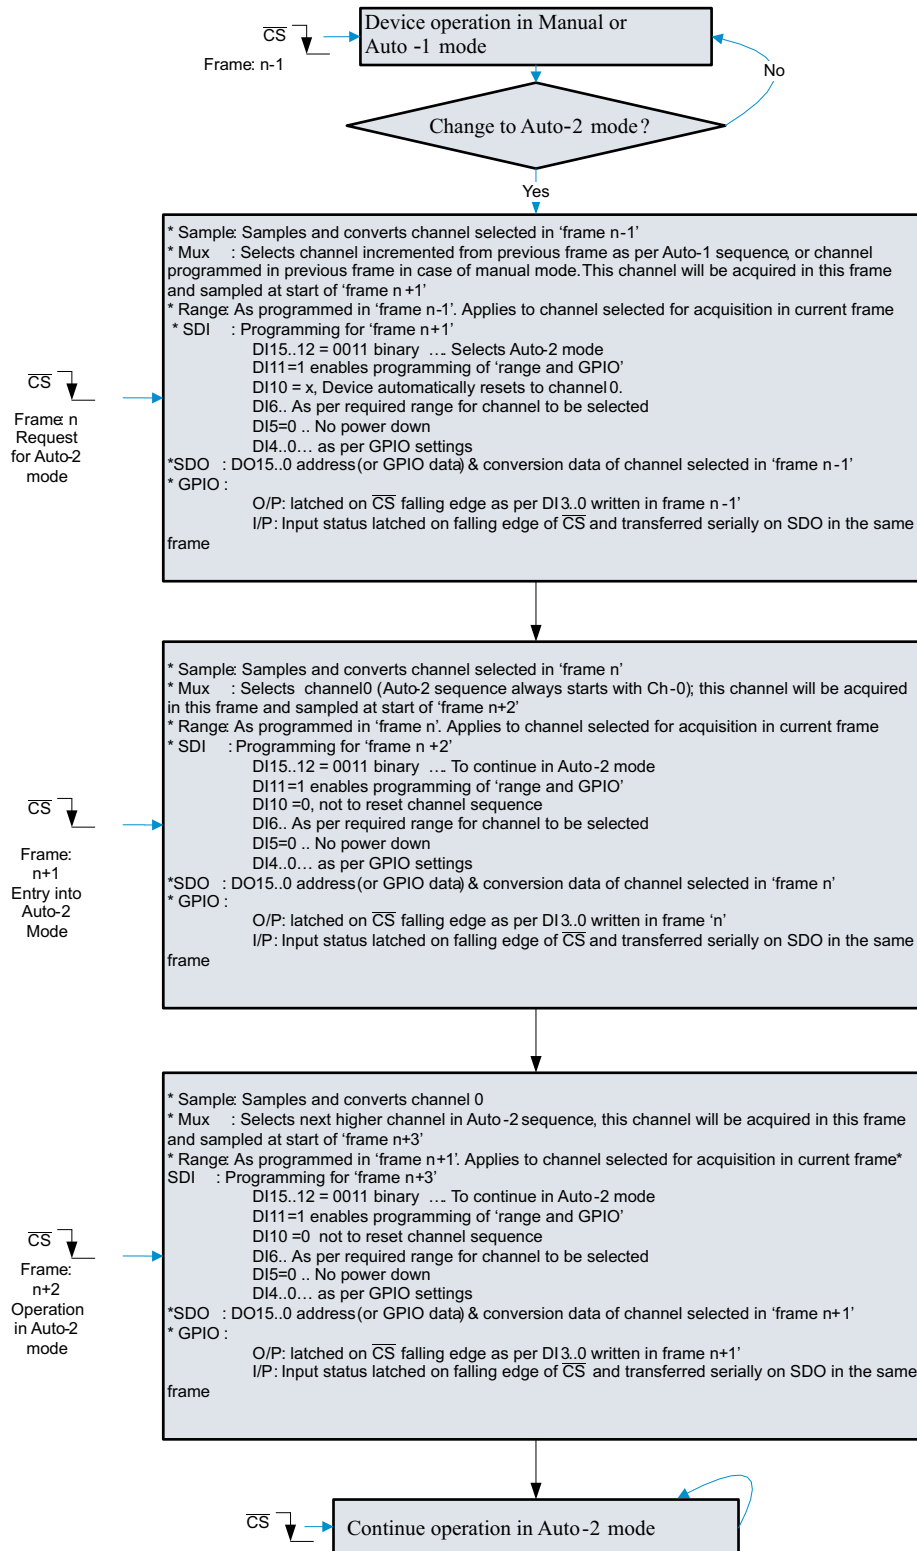 Device operation in Manual or
Auto -1 mode
CS
Frame: n-1
No
Change to Auto-2 mode?
Yes
* Sample: Samples and converts channel selected in ‘frame n-1’
* Mux : Selects channel incremented from previous frame as per Auto-1 sequence, or channel
programmed in previous frame in case of manual mode. This channel will be acquired in this frame
and sampled at start of ‘frame n+1’
* Range: As programmed in ‘frame n-1’. Applies to channel selected for acquisition in current frame
* SDI : Programming for ‘frame n+1’
DI15..12 = 0011 binary .... Selects Auto-2 mode
DI11=1 enables programming of ‘range and GPIO’
DI10 = x, Device automatically resets to channel 0.
DI6.. As per required range for channel to be selected
DI5=0 .. No power down
DI4..0… as per GPIO settings
*SDO : DO15..0 address (or GPIO data) & conversion data of channel selected in ‘frame n-1’
* GPIO :
O/P: latched on CS falling edge as per DI3..0 written in frame n-1’
I/P: Input status latched on falling edge of CS and transferred serially on SDO in the same
frame
CS
Frame: n
Request
for Auto-2
mode
* Sample: Samples and converts channel selected in ‘frame n’
* Mux : Selects channel0 (Auto-2 sequence always starts with Ch-0); this channel will be acquired
in this frame and sampled at start of ‘frame n+2’
* Range: As programmed in ‘frame n’. Applies to channel selected for acquisition in current frame
* SDI : Programming for ‘frame n+2’
DI15..12 = 0011 binary .... To continue in Auto-2 mode
DI11=1 enables programming of ‘range and GPIO’
DI10 =0, not to reset channel sequence
DI6.. As per required range for channel to be selected
DI5=0 .. No power down
DI4..0… as per GPIO settings
*SDO : DO15..0 address (or GPIO data) & conversion data of channel selected in ‘frame n’
* GPIO :
O/P: latched on CS falling edge as per DI3..0 written in frame ‘n’
I/P: Input status latched on falling edge of CS and transferred serially on SDO in the same
frame
CS
Frame:
n+1
Entry into
Auto-2
Mode
* Sample: Samples and converts channel 0
* Mux : Selects next higher channel in Auto-2 sequence, this channel will be acquired in this frame
and sampled at start of ‘frame n+3’
* Range: As programmed in ‘frame n+1’. Applies to channel selected for acquisition in current frame*
SDI : Programming for ‘frame n+3’
DI15..12 = 0011 binary .... To continue in Auto-2 mode
DI11=1 enables programming of ‘range and GPIO’
DI10 =0 not to reset channel sequence
DI6.. As per required range for channel to be selected
DI5=0 .. No power down
DI4..0… as per GPIO settings
*SDO : DO15..0 address (or GPIO data) & conversion data of channel selected in ‘frame n+1’
* GPIO :
O/P: latched on CS falling edge as per DI3..0 written in frame n+1’
I/P: Input status latched on falling edge of CS and transferred serially on SDO in the same
frame
CS
Frame:
n+2
Operation
in Auto-2
mode
CS
Continue operation in Auto-2 mode